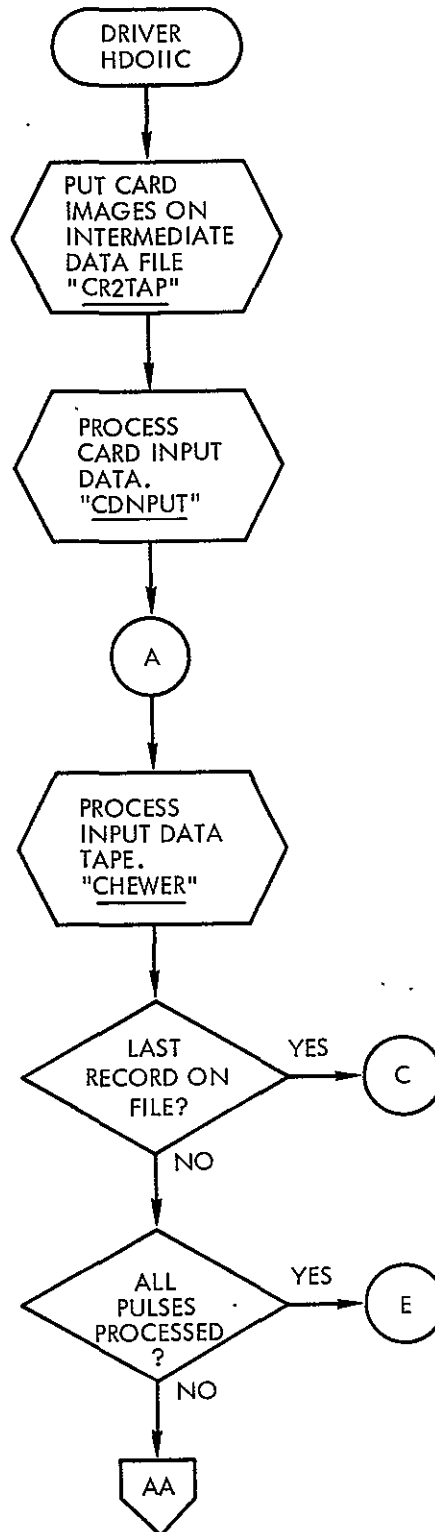 DRIVER
HDOIIC
PUT CARD
IMAGES ON
INTERMEDIATE
DATA FILE
"CR2TAP"
PROCESS
CARD INPUT
DATA.
"CDNPUT"
A
PROCESS
INPUT DATA
TAPE.
"CHEWER"
LAST
RECORD ON
FILE?
YES
C
NO
ALL
PULSES
PROCESSED
?
YES
E
NO
AA